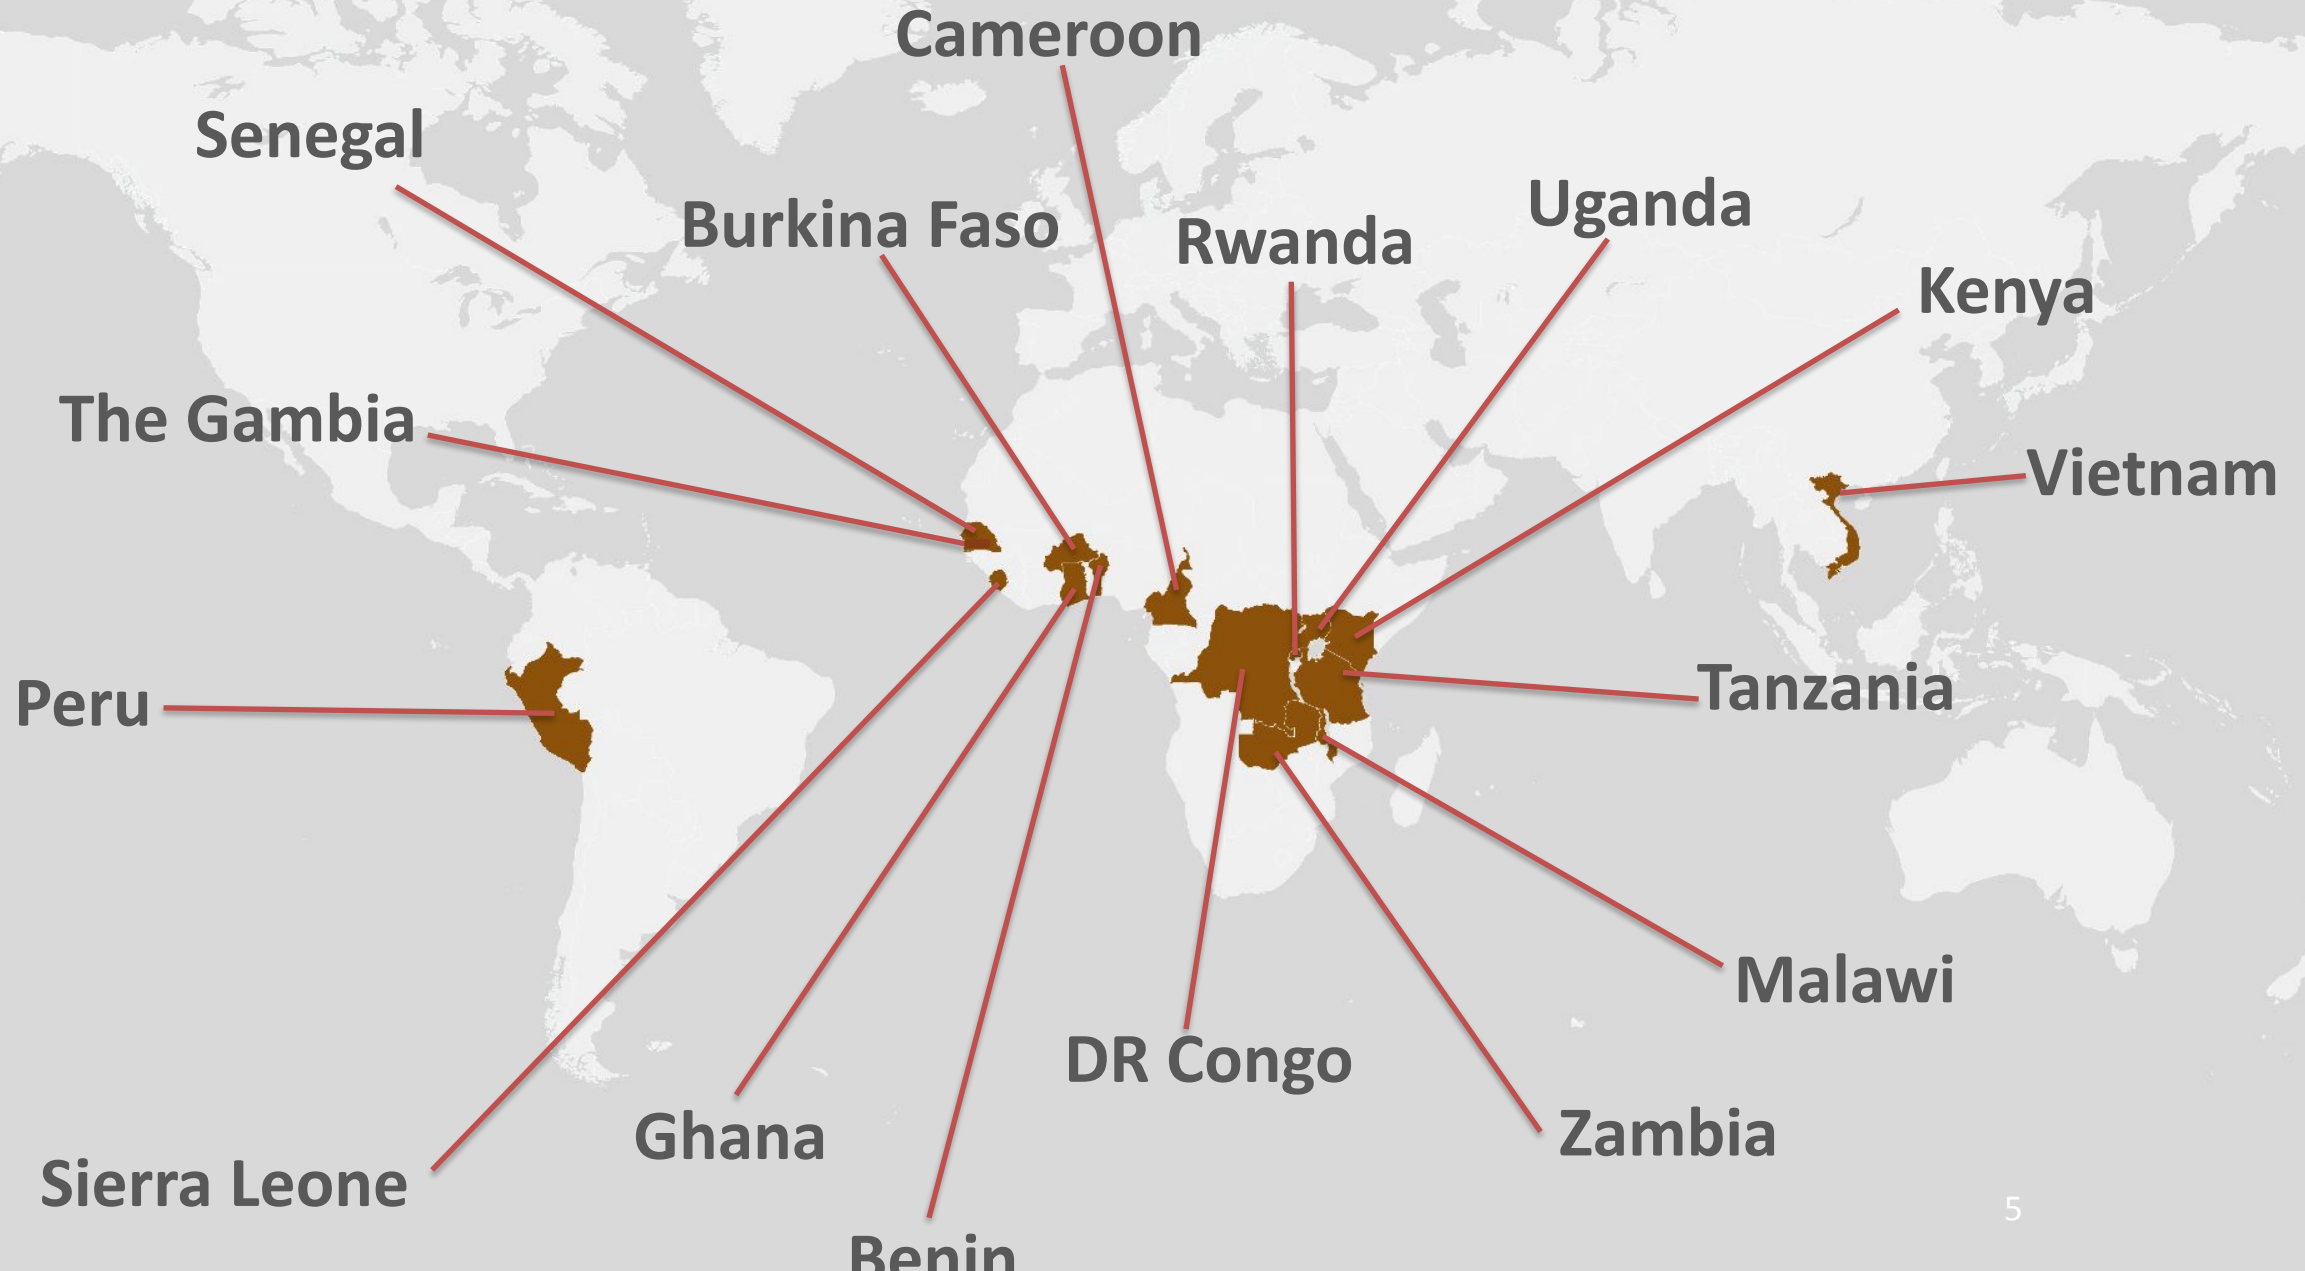 Cameroon
Senegal
Burkina Faso
Rwanda
Uganda
Kenya
The Gambia
Vietnam
Peru
Tanzania
Malawi
DR Congo
Ghana
Zambia
Sierra Leone
5
Benin